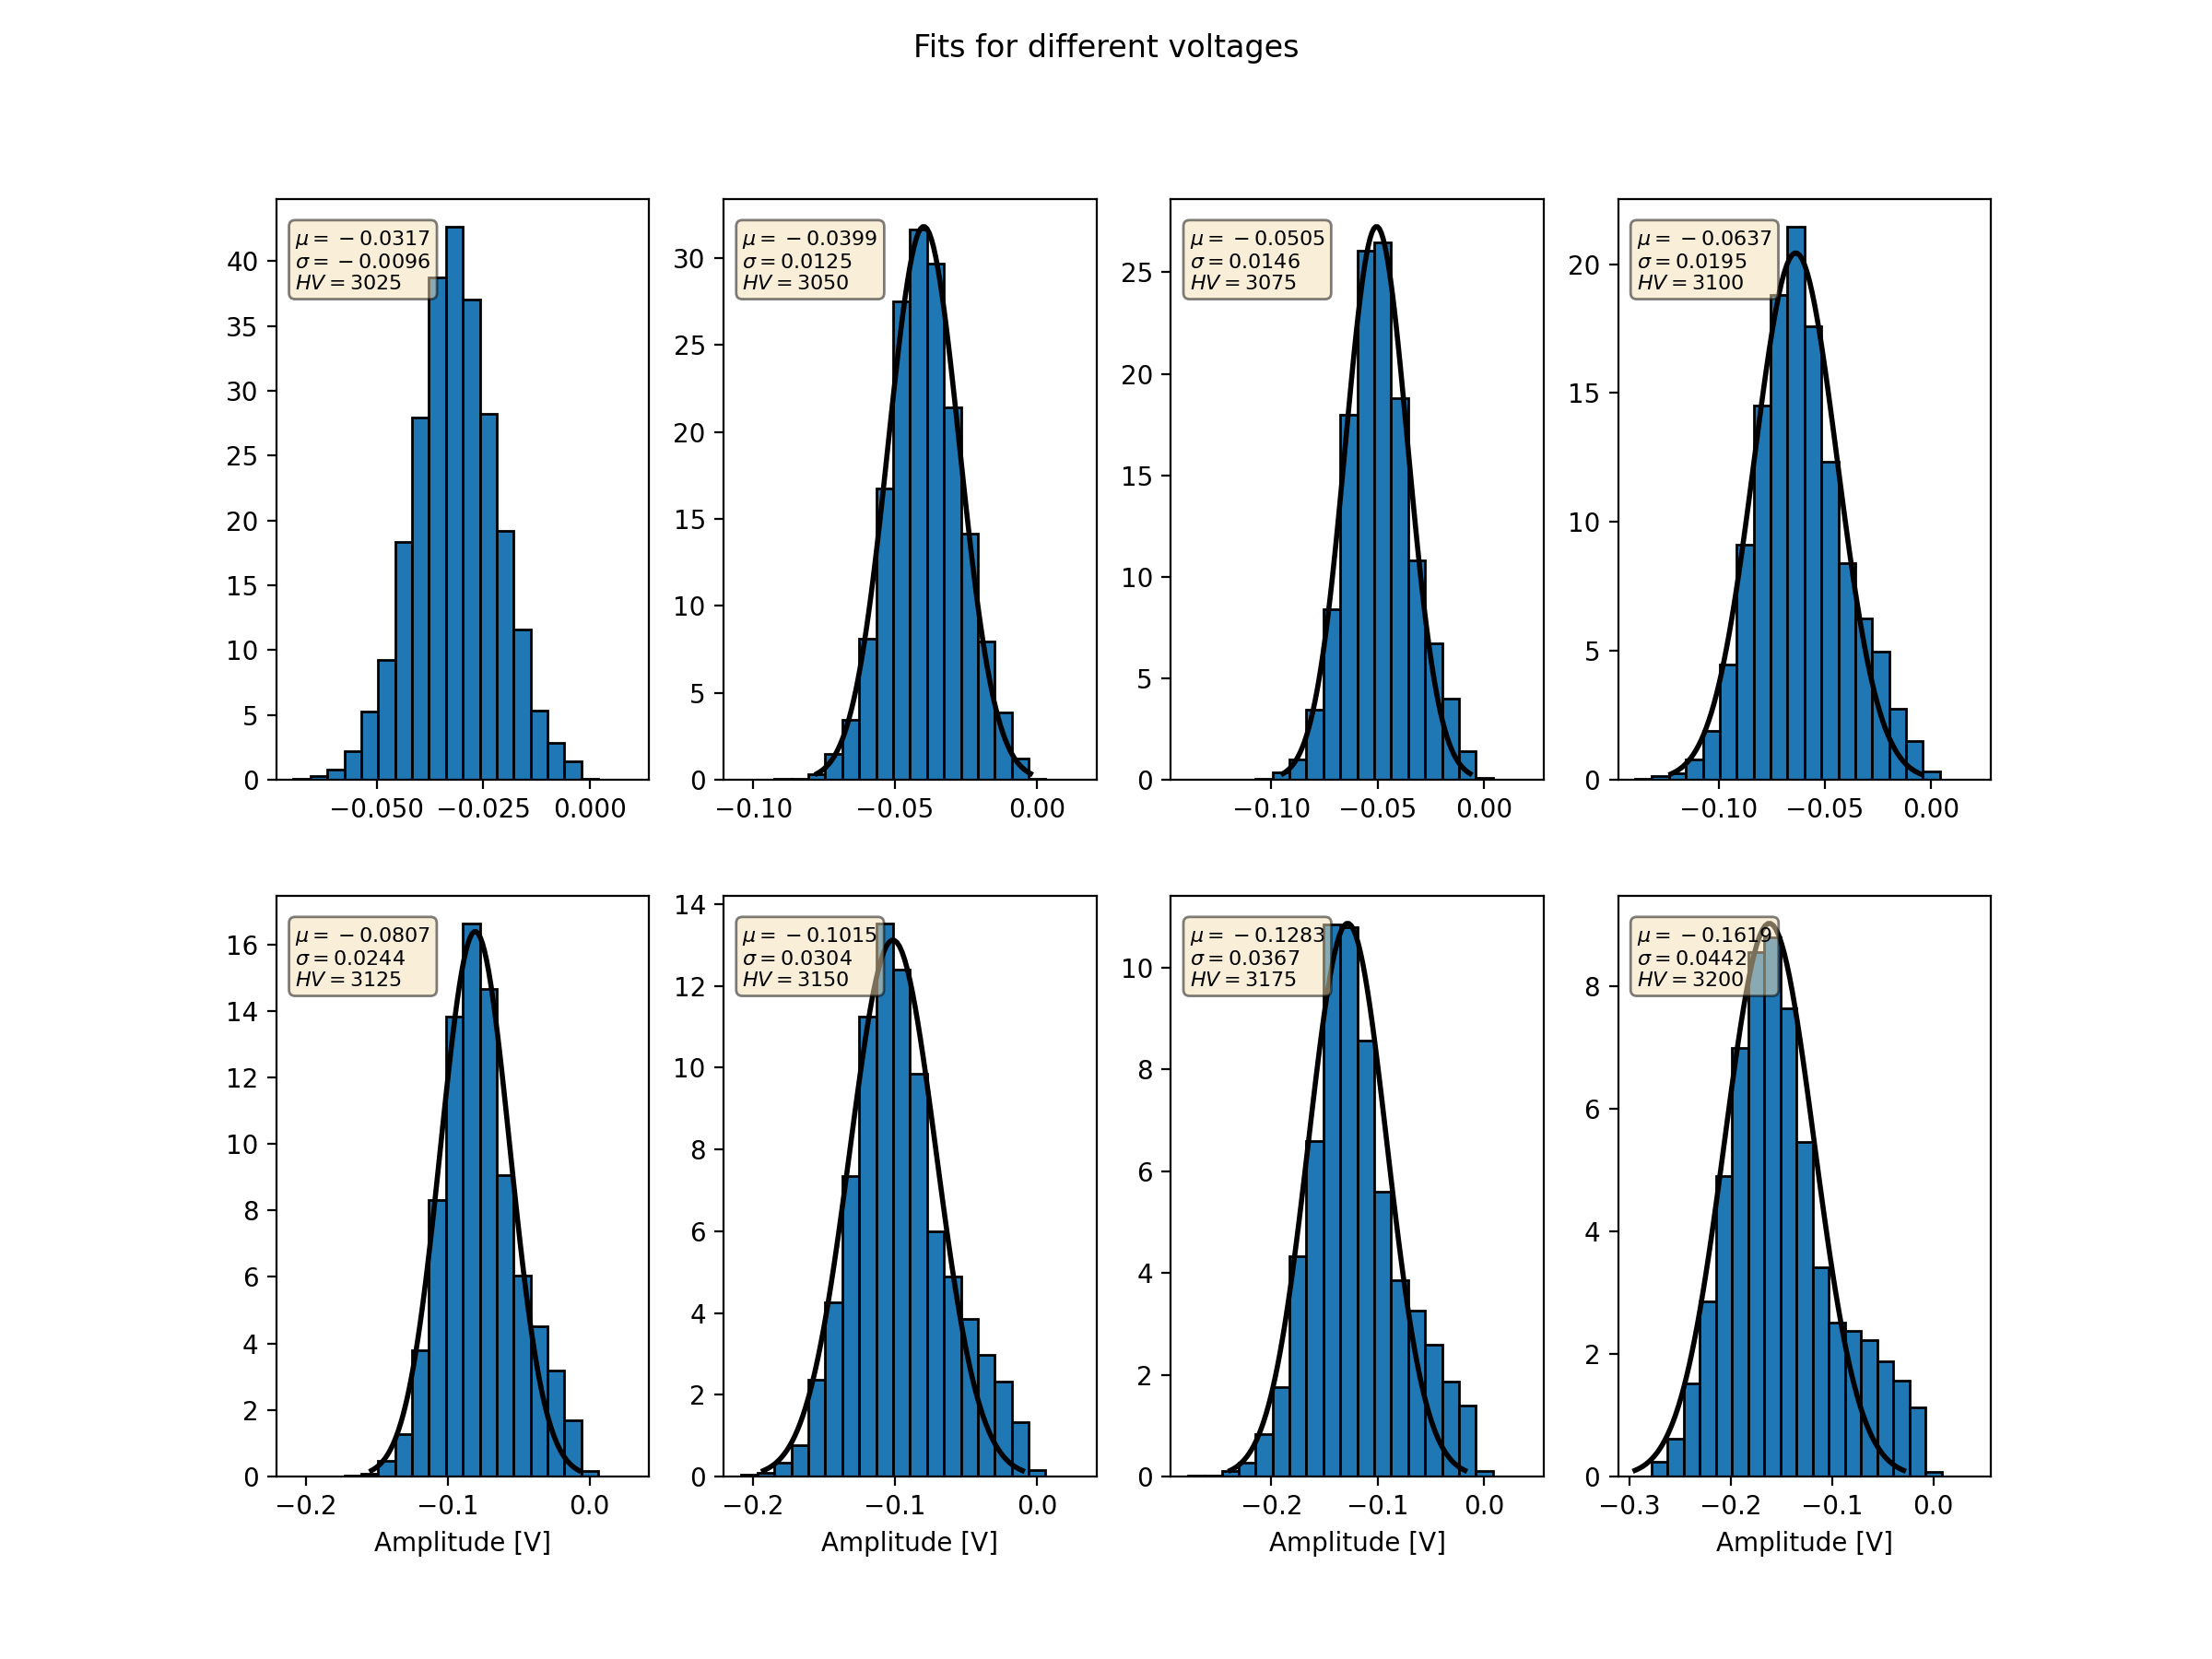 Fits for different voltages
μ = −0.0317
σ = −0.0096
HV = 3025
40
35
30
25
20
15
10
5
0
−0.050 −0.025 0.000
μ = −0.0399
σ = 0.0125
HV = 3050
30
25
20
15
10
5
0
−0.10 −0.05 0.00
μ = −0.0505
σ = 0.0146
HV = 3075
25
20
15
10
5
0
−0.10 −0.05 0.00
μ = −0.0637
σ = 0.0195
HV = 3100
20
15
10
5
0
−0.10 −0.05 0.00
μ = −0.0807
σ = 0.0244
HV = 3125
16
14
12
10
8
6
4
2
0
−0.2 −0.1 0.0
Amplitude [V]
μ = −0.1015
σ = 0.0304
HV = 3150
14
12
10
8
6
4
2
0
−0.2 −0.1 0.0
Amplitude [V]
μ = −0.1283
σ = 0.0367
HV = 3175
10
8
6
4
2
0
−0.2 −0.1 0.0
Amplitude [V]
μ = −0.1619
σ = 0.0442
HV = 3200
8
6
4
2
0
−0.3 −0.2 −0.1 0.0
Amplitude [V]